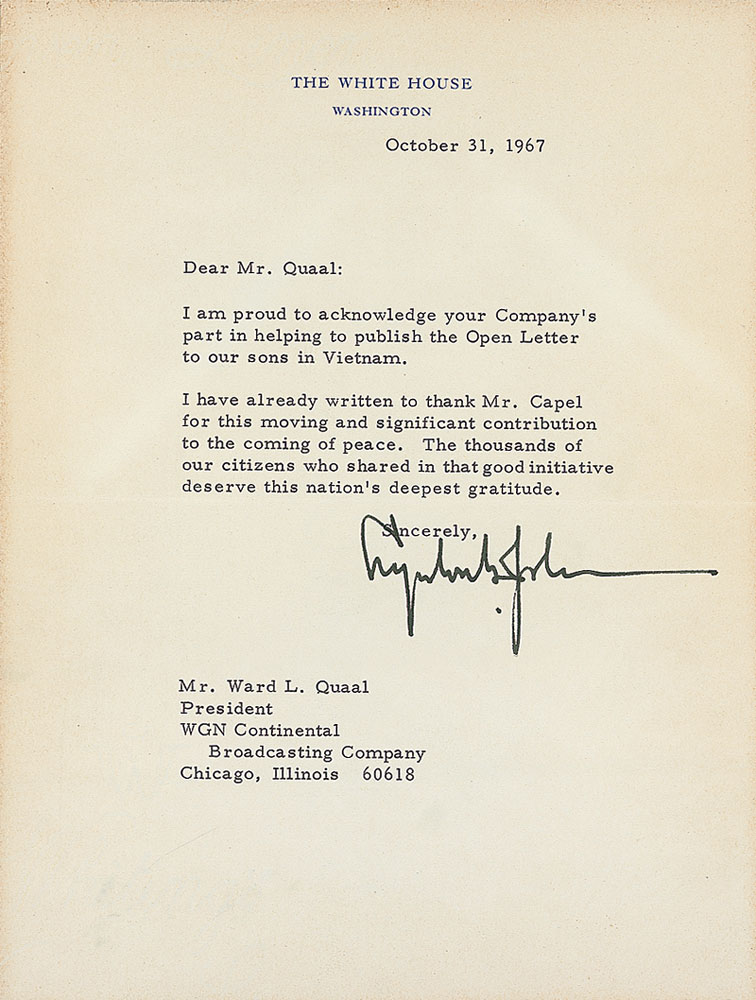 THE WHITE HOUSE
WASHINGTON
October 31, 1967
Dear Mr. Quaal:
I am proud to acknowledge your Company's
part in helping to publish the Open Letter
to our sons in Vietnam.
I have already written to thank Mr. Capel
for this moving and significant contribution
to the coming of peace. The thousands of
our citizens who shared in that good initiative
deserve this nation's deepest gratitude.
Sincerely,
Mr. Ward L. Quaal
President
WGN Continental
Broadcasting Company
Chicago, Illinois 60618